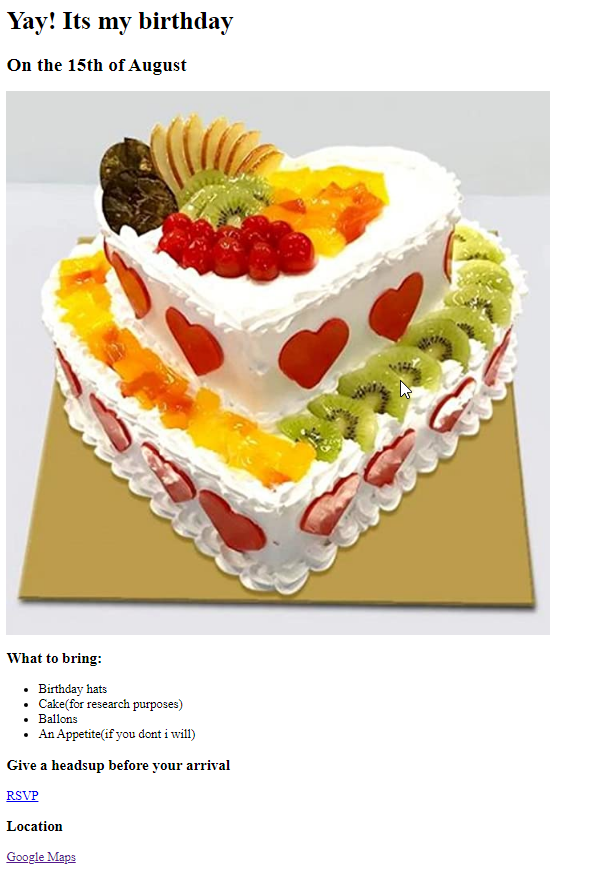 Yay! Its my birthday
On the 15th of August
What to bring:
Birthday hats
Cake(for research purposes)
Ballons
An Appetite(if you dont i will)
Give a headsup before your arrival
RSVP
Location
Google Maps